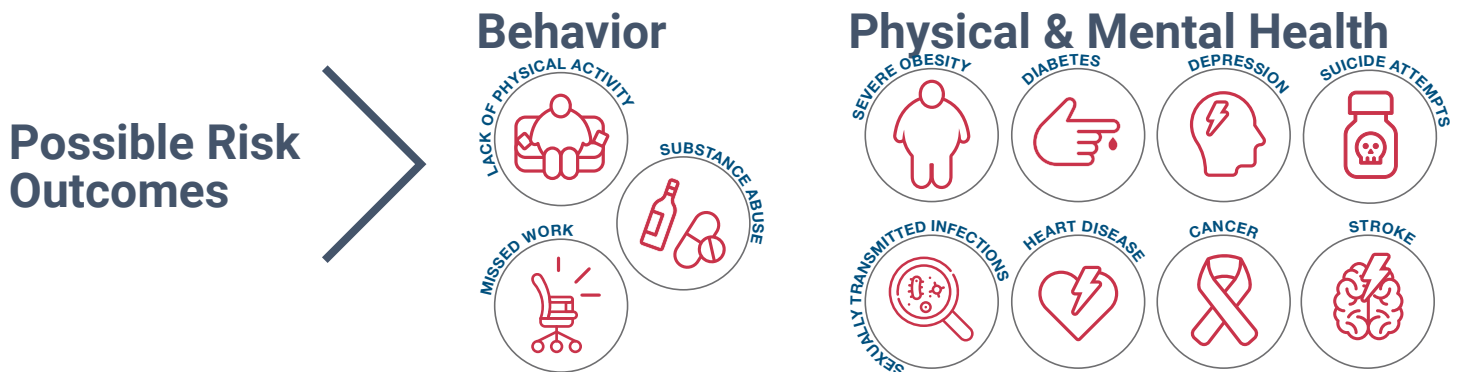 Possible Risk
Outcomes
Behavior
LACK OF PHYSICAL ACTIVITY
SUBSTANCE ABUSE
MISSED WORK
Physical & Mental Health
SEVERE OBESITY
DIABETES
DEPRESSION
SUICIDE ATTEMPTS
SEXUALLY TRANSMITTED INFECTIONS
HEART DISEASE
CANCER
STROKE